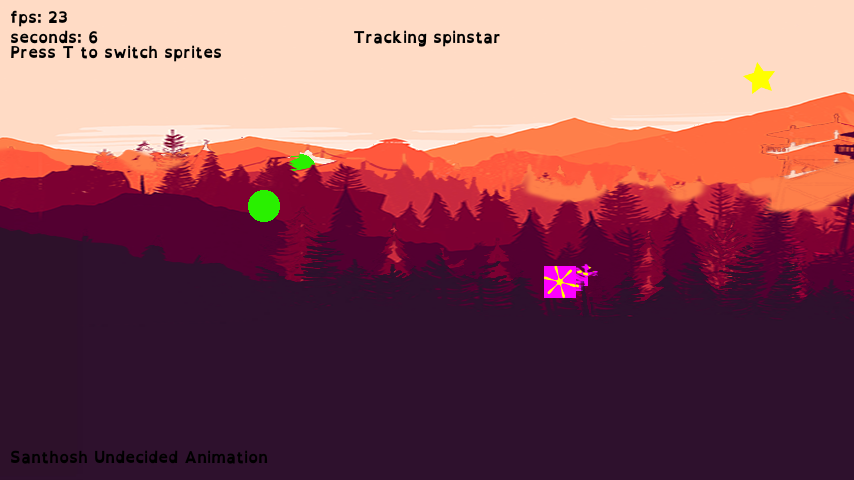 fps: 23
seconds: 6
Tracking spinstar
Press T to switch sprites
Santhosh Undecided Animation